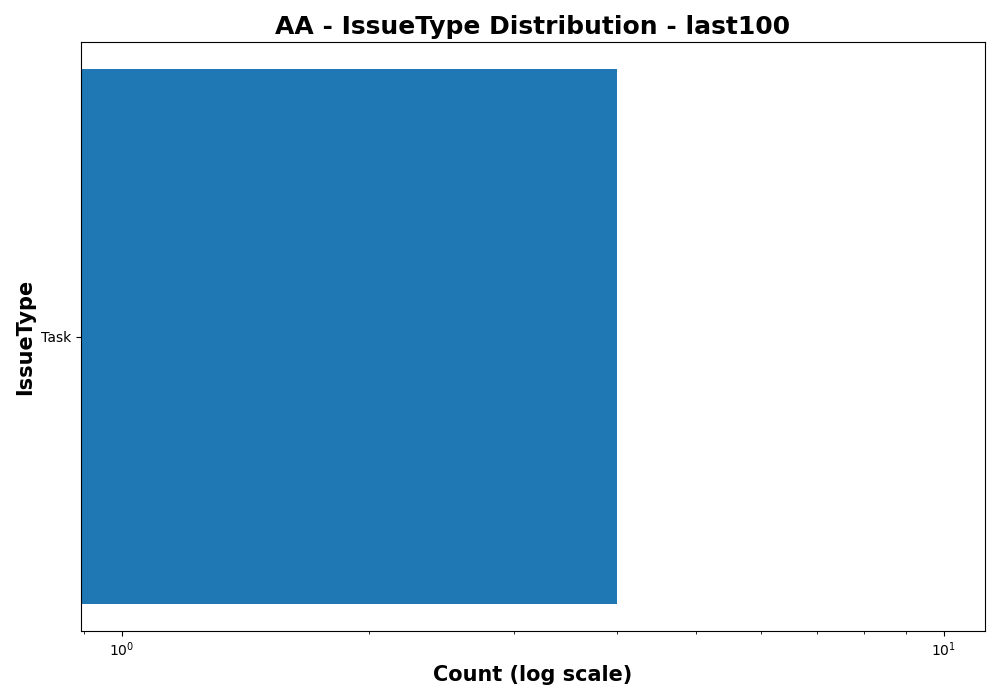 AA - IssueType Distribution - last100
IssueType
Task
10⁰ 10¹
Count (log scale)